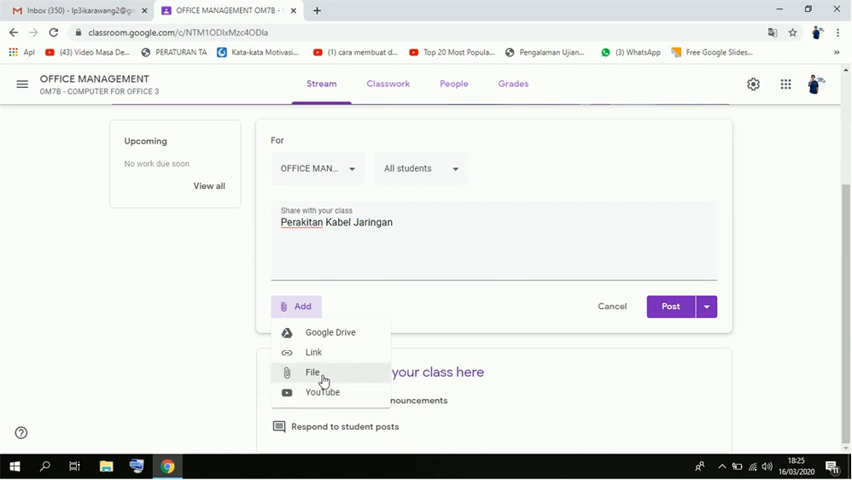 Inbox (350) - lp3ikarawang2@gm
OFFICE MANAGEMENT OM7B - C
classroom.google.com/c/NTM1ODIxMzc4ODla
Apl
(43) Video Masa De...
PERATURAN TA
Kata-kata Motivasi...
(1) cara membuat d...
Top 20 Most Popula...
Pengalaman Ujian...
(3) WhatsApp
Free Google Slides...
OFFICE MANAGEMENT
OM7B - COMPUTER FOR OFFICE 3
Stream
Classwork
People
Grades
Upcoming
No work due soon
View all
For
OFFICE MAN...
All students
Share with your class
Perakitan Kabel Jaringan
Add
Cancel
Post
Google Drive
Link
File
YouTube
your class here
nouncements
Respond to student posts
18:25
16/03/2020